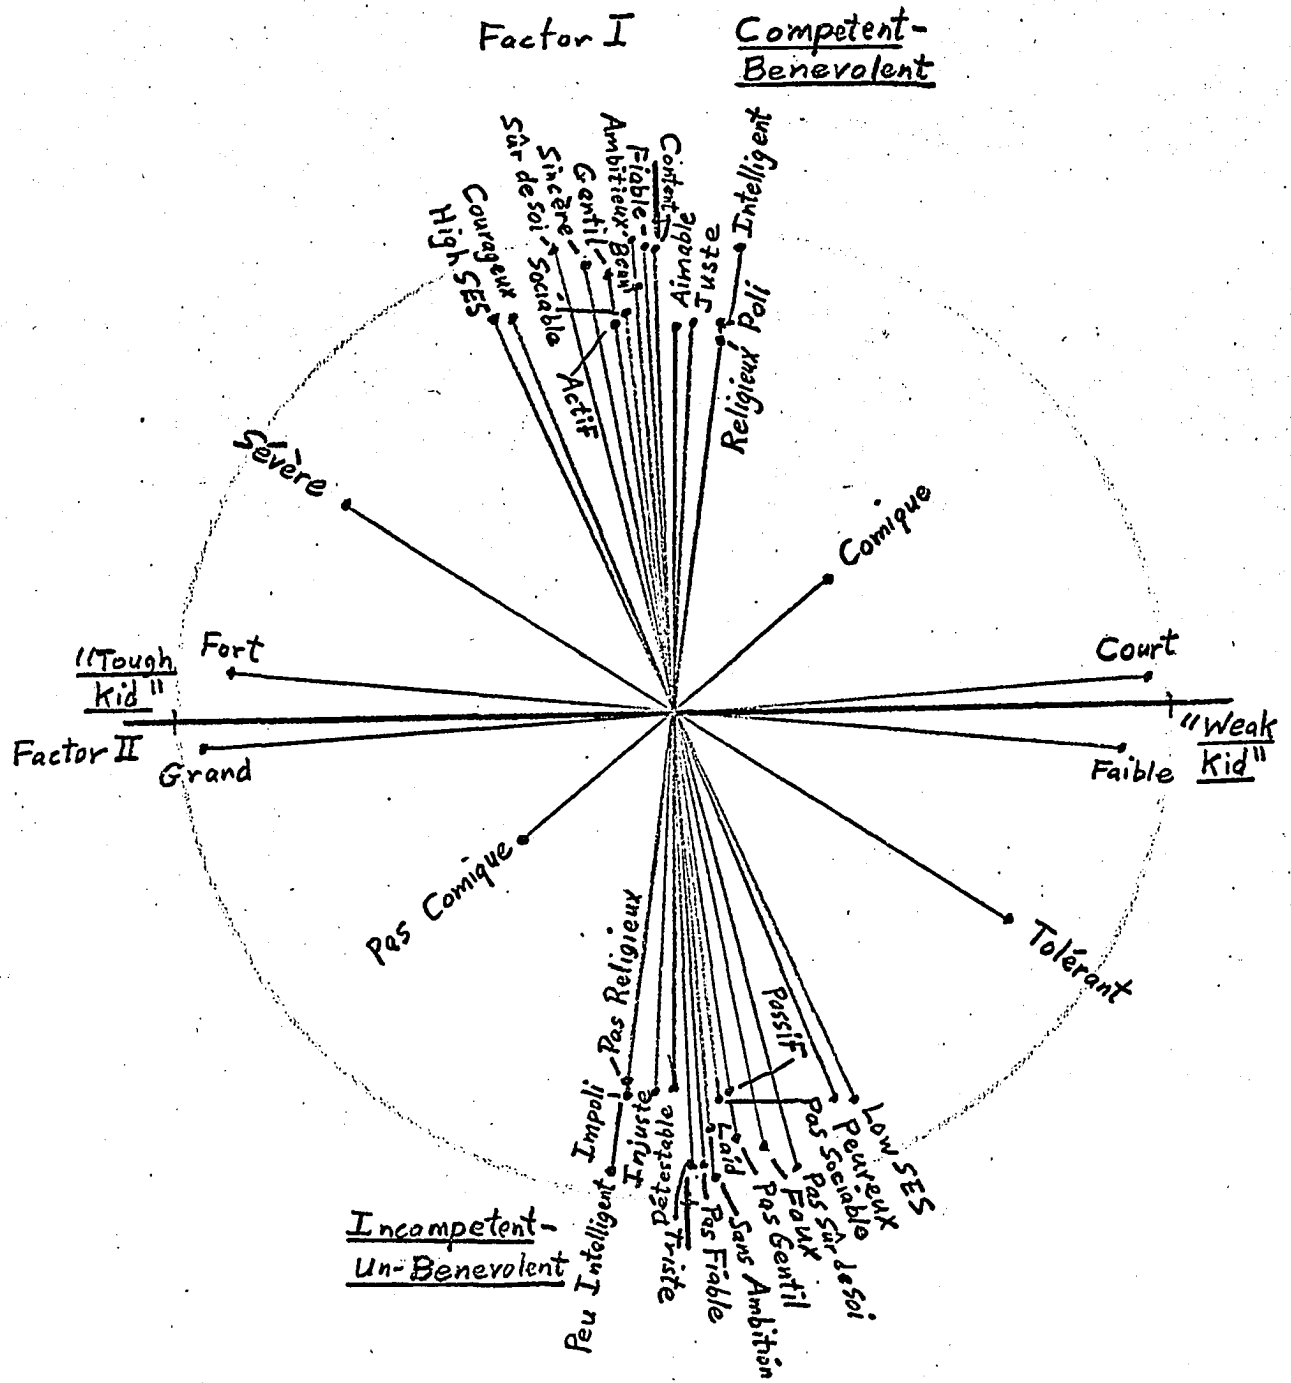 Factor I
Competent-
Benevolent
Sûr de soi
Sincère
Gentil
Ambitieux
Fiable
Content
Beau
Aimable
Juste
Intelligent
Poli
Religieux
Courageux
High SES
Sociable
Actif
Sévère
Comique
Fort
Court
"Tough
Kid"
Factor II
Grand
"Weak
Kid"
Faible
Pas Comique
Tolérant
Pas Religieux
Impoli
Injuste
Détestable
Peu Intelligent
Triste
Pas Fiable
Sans Ambition
Laid
Pas Gentil
Faux
Pas Sûr de Soi
Pas Sociable
Passif
Peureux
Low SES
Incompetent-
Un-Benevolent